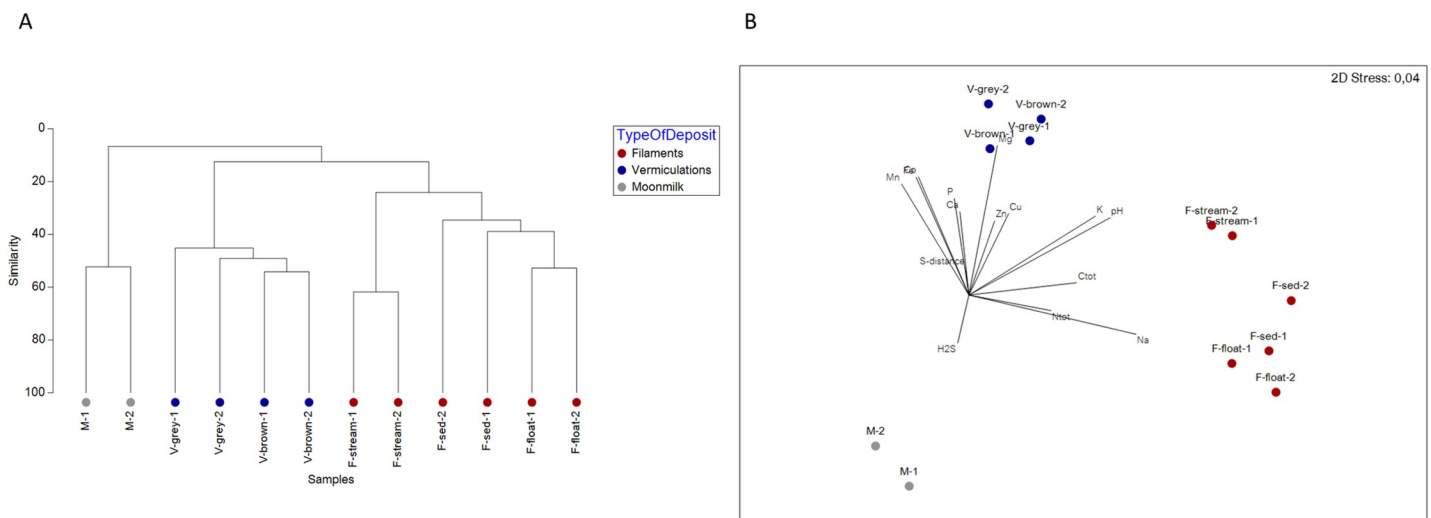 A
B
0
20
40
60
80
100
Similarity
M-1
M-2
V-grey-1
V-grey-2
V-brown-1
V-brown-2
F-stream-1
F-stream-2
F-sed-2
F-sed-1
F-float-1
F-float-2
Samples
TypeOfDeposit
Filaments
Vermiculations
Moonmilk
2D Stress: 0,04
V-grey-2
V-brown-2
V-grey-1
V-brown-1
Mg
Mn
P
Ca
Zn
Cu
K
pH
F-stream-2
F-stream-1
S-distance
Ctot
F-sed-2
Ntot
Na
H2S
F-sed-1
F-float-1
F-float-2
M-2
M-1